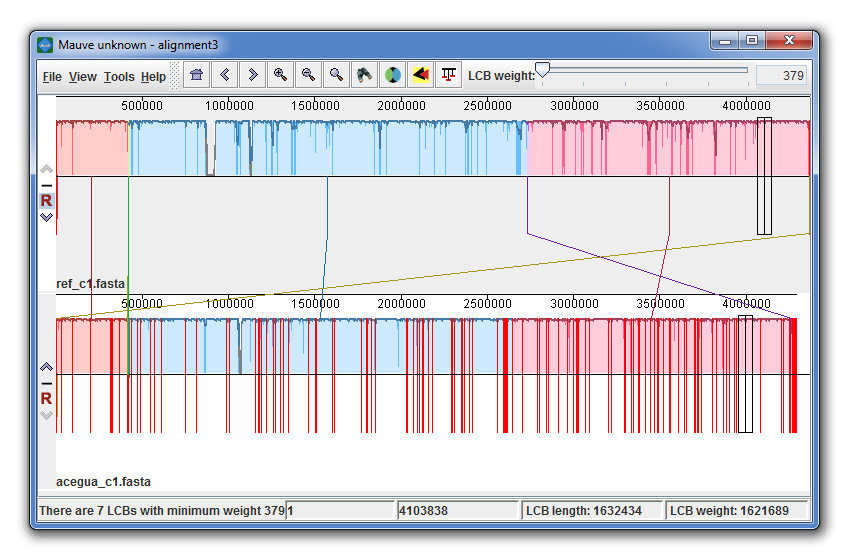 Mauve unknown - alignment3
File View Tools Help LCB weight: 379
500000 1000000 1500000 2000000 2500000 3000000 3500000 4000000
R
ref_c1.fasta
500000 1000000 1500000 2000000 2500000 3000000 3500000 4000000
R
acegua_c1.fasta
There are 7 LCBs with minimum weight 379 1 4103838 LCB length: 1632434 LCB weight: 1621689